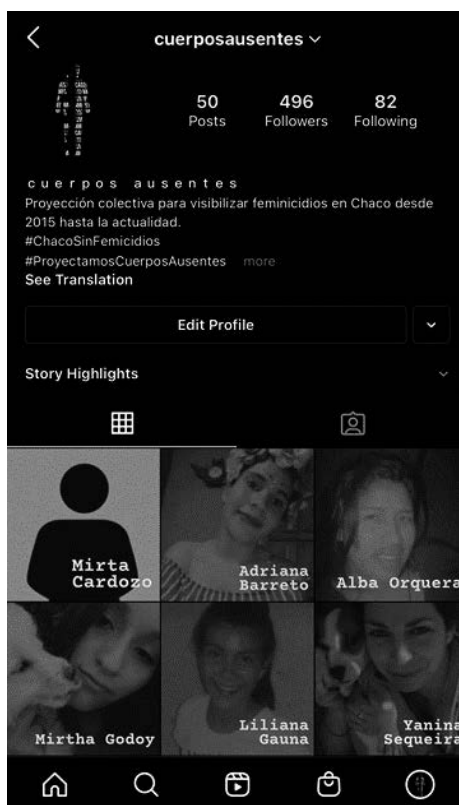 cuerposausentes
50 496 82
Posts Followers Following
cuerpos ausentes
Proyección colectiva para visibilizar feminicidios en Chaco desde
2015 hasta la actualidad.
#ChacoSinFemicidios
#ProyectamosCuerposAusentes more
See Translation
Edit Profile
Story Highlights
Mirta
Cardozo
Adriana
Barreto
Alba Orquera
Mirtha Godoy
Liliana
Gauna
Yanina
Sequeira